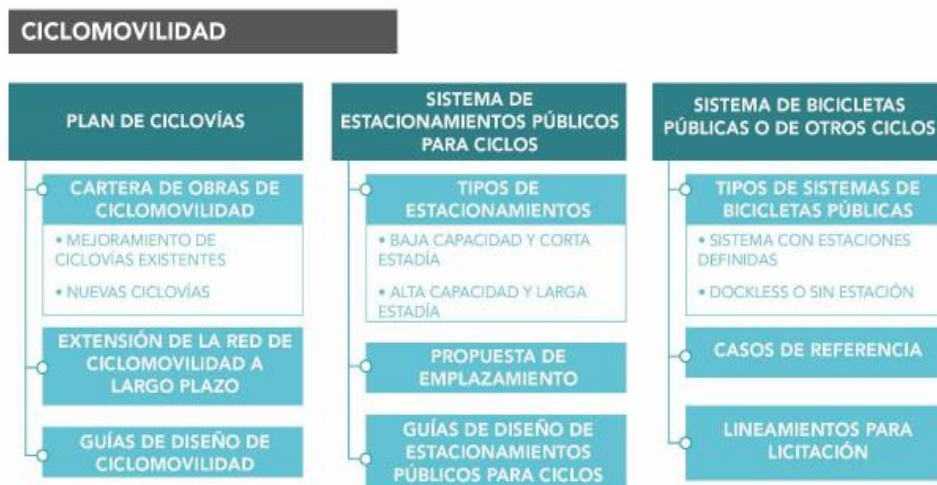 CICLOMOVILIDAD
PLAN DE CICLOVÍAS
CARTERA DE OBRAS DE
CICLOMOVILIDAD
• MEJORAMIENTO DE
CICLOVÍAS EXISTENTES
• NUEVAS CICLOVÍAS
EXTENSIÓN DE LA RED DE
CICLOMOVILIDAD A
LARGO PLAZO
GUÍAS DE DISEÑO DE
CICLOMOVILIDAD
SISTEMA DE
ESTACIONAMIENTOS PÚBLICOS
PARA CICLOS
TIPOS DE
ESTACIONAMIENTOS
• BAJA CAPACIDAD Y CORTA
ESTADÍA
• ALTA CAPACIDAD Y LARGA
ESTADÍA
PROPUESTA DE
EMPLAZAMIENTO
GUÍAS DE DISEÑO DE
ESTACIONAMIENTOS
PÚBLICOS PARA CICLOS
SISTEMA DE BICICLETAS
PÚBLICAS O DE OTROS CICLOS
TIPOS DE SISTEMAS DE
BICICLETAS PÚBLICAS
• SISTEMA CON ESTACIONES
DEFINIDAS
• DOCKLESS O SIN ESTACIÓN
CASOS DE REFERENCIA
LINEAMIENTOS PARA
LICITACIÓN